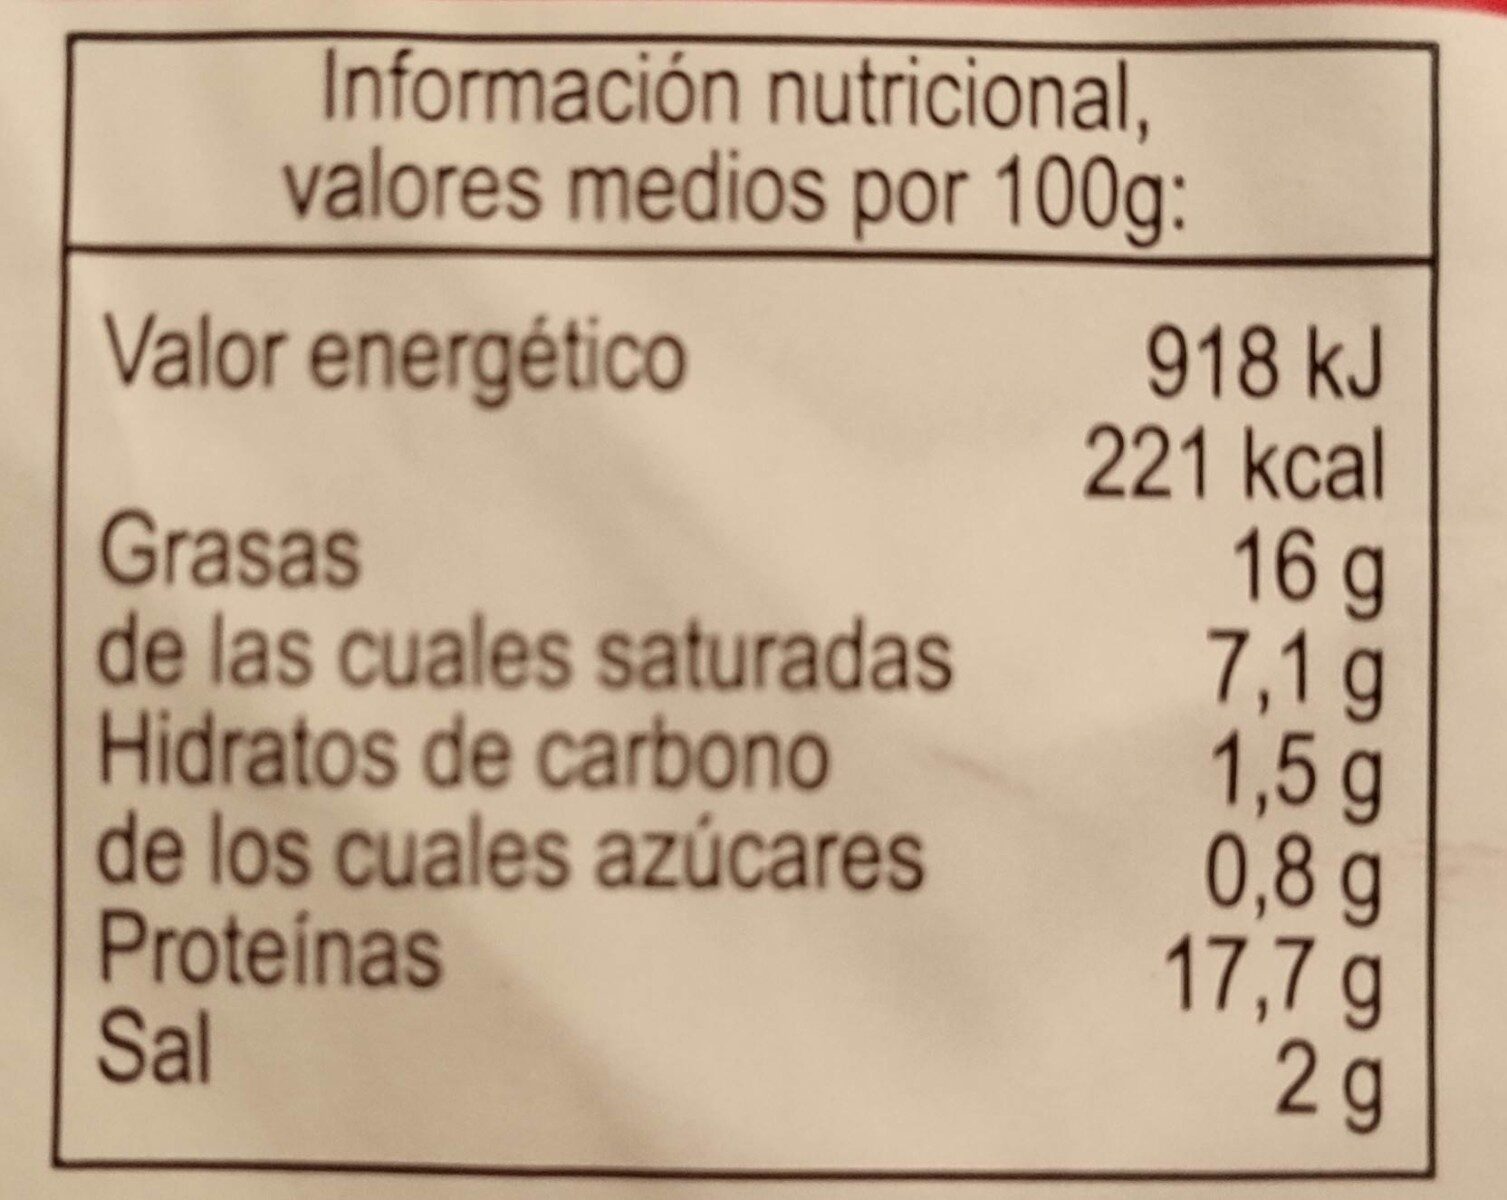 Información nutricional,
valores medios por 100g:
Valor energético 918 kJ
221 kcal
Grasas 16 g
de las cuales saturadas 7,1 g
Hidratos de carbono 1,5 g
de los cuales azúcares 0,8 g
Proteínas 17,7 g
Sal 2 g